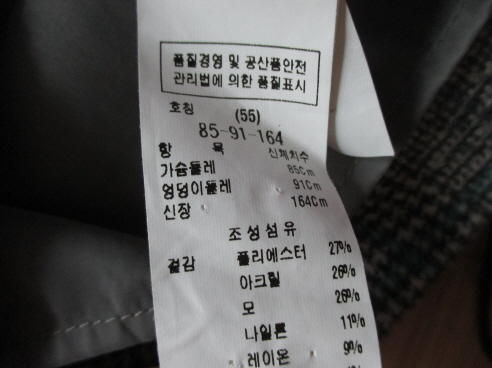 품질경영 및 공산품안전
관리법에 의한 품질표시
호칭 (55)
85-91-164
항 목 신체치수
가슴둘레 85Cm
엉덩이둘레 91Cm
신장 164Cm
조성섬유
겉감 폴리에스터 27%
아크릴 26%
모 26%
나일론 11%
레이온 9%